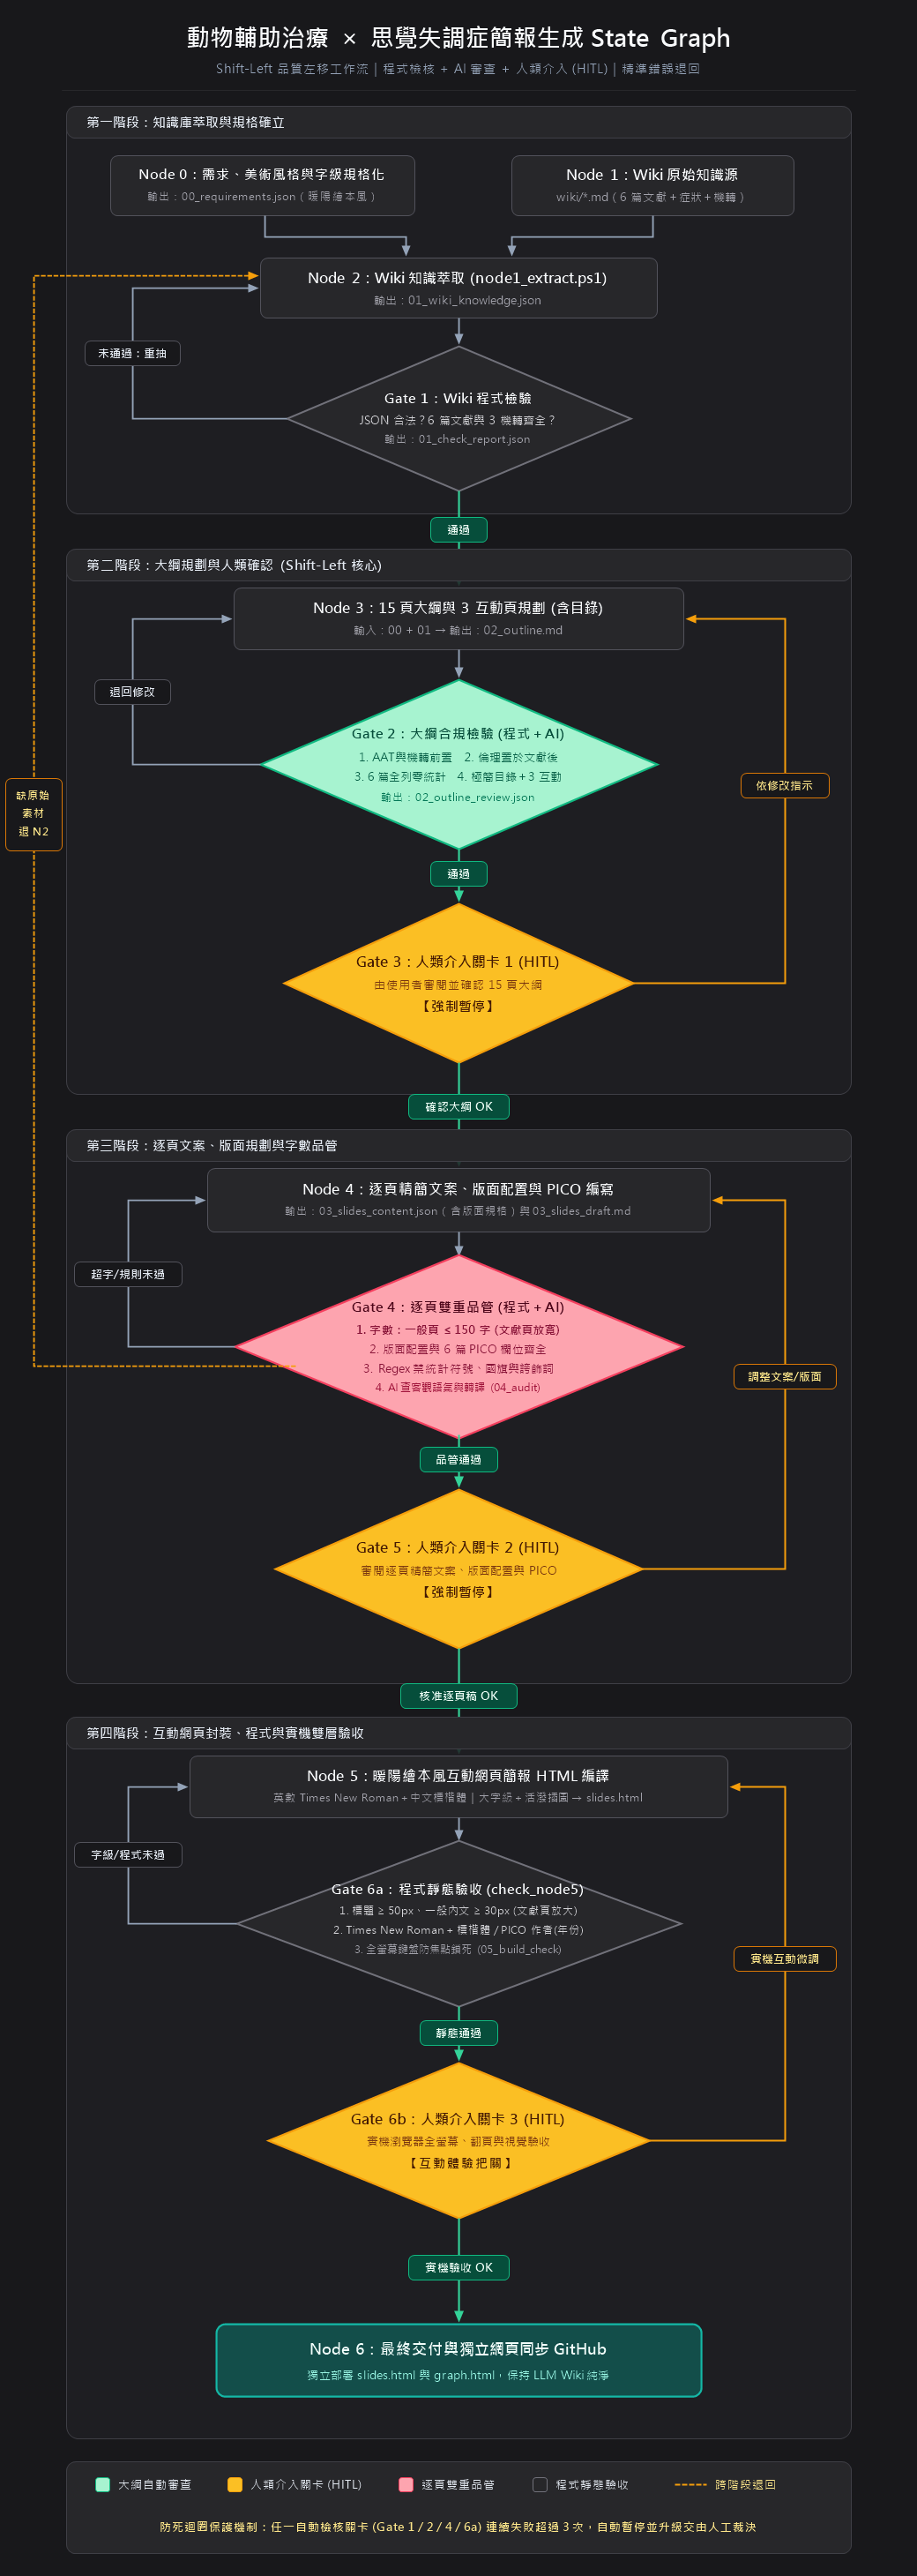 動物輔助治療 × 思覺失調症簡報生成 State Graph
Shift-Left 品質左移工作流 | 程式檢核 + AI 審查 + 人類介入 (HITL) | 精準錯誤退回
第一階段：知識庫萃取與規格確立
Node 0：需求、美術風格與字級規格化
輸出：00_requirements.json（暖陽繪本風）
Node 1：Wiki 原始知識源
wiki/*.md（6 篇文獻＋症狀＋機轉）
Node 2：Wiki 知識萃取 (node1_extract.ps1)
輸出：01_wiki_knowledge.json
未通過：重抽
Gate 1：Wiki 程式檢驗
JSON 合法？6 篇文獻與 3 機轉齊全？
輸出：01_check_report.json
通過
第二階段：大綱規劃與人類確認 (Shift-Left 核心)
Node 3：15 頁大綱與 3 互動頁規劃 (含目錄)
輸入：00 + 01 → 輸出：02_outline.md
退回修改
Gate 2：大綱合規檢驗 (程式＋AI)
1. AAT與機轉前置 2. 倫理置於文獻後
3. 6 篇全列零統計 4. 極簡目錄＋3 互動
輸出：02_outline_review.json
依修改指示
缺原始
素材
退 N2
通過
Gate 3：人類介入關卡 1 (HITL)
由使用者審閱並確認 15 頁大綱
【強制暫停】
確認大綱 OK
第三階段：逐頁文案、版面規劃與字數品管
Node 4：逐頁精簡文案、版面配置與 PICO 編寫
輸出：03_slides_content.json（含版面規格）與 03_slides_draft.md
超字/規則未過
Gate 4：逐頁雙重品管 (程式＋AI)
1. 字數：一般頁 ≤ 150 字 (文獻頁放寬)
2. 版面配置與 6 篇 PICO 欄位齊全
3. Regex 禁統計符號、國旗與誇飾詞
4. AI 查客觀語氣與轉譯 (04_audit)
調整文案/版面
品管通過
Gate 5：人類介入關卡 2 (HITL)
審閱逐頁精簡文案、版面配置與 PICO
【強制暫停】
核准逐頁稿 OK
第四階段：互動網頁封裝、程式與實機雙層驗收
Node 5：暖陽繪本風互動網頁簡報 HTML 編譯
英數 Times New Roman＋中文標楷體｜大字級＋活潑插圖 → slides.html
字級/程式未過
Gate 6a：程式靜態驗收 (check_node5)
1. 標題 ≥ 50px、一般內文 ≥ 30px (文獻頁放大)
2. Times New Roman＋標楷體 / PICO 作者(年份)
3. 全螢幕鍵盤防焦點鎖死 (05_build_check)
實機互動微調
靜態通過
Gate 6b：人類介入關卡 3 (HITL)
實機瀏覽器全螢幕、翻頁與視覺驗收
【互動體驗把關】
實機驗收 OK
Node 6：最終交付與獨立網頁同步 GitHub
獨立部署 slides.html 與 graph.html，保持 LLM Wiki 純淨
大綱自動審查 人類介入關卡 (HITL) 逐頁雙重品管 程式靜態驗收 跨階段退回
防死迴圈保護機制：任一自動檢核關卡 (Gate 1 / 2 / 4 / 6a) 連續失敗超過 3 次，自動暫停並升級交由人工裁決